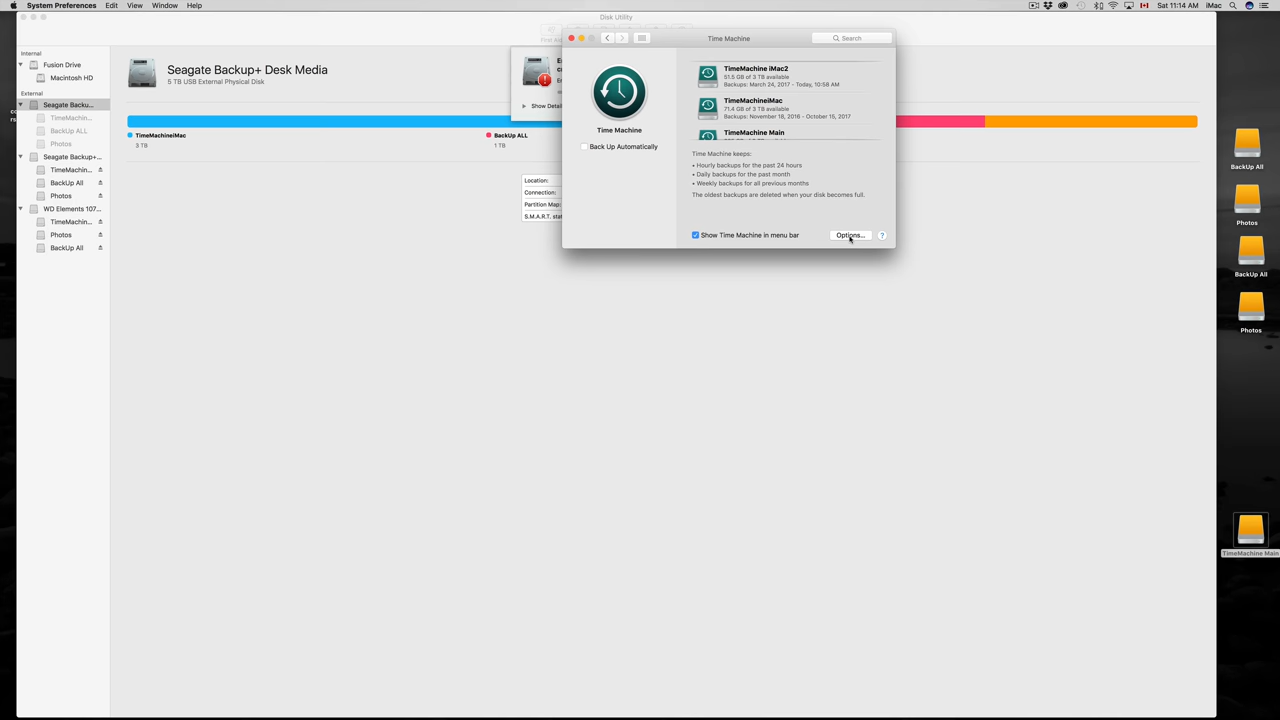 System Preferences Edit View Window Help
Sat 11:14 AM iMac
Disk Utility
Time Machine
Search
Internal
Fusion Drive
Macintosh HD
External
Seagate Backu...
TimeMachin...
BackUp ALL
Photos
Seagate Backup+...
TimeMachin...
BackUp All
Photos
WD Elements 107...
TimeMachin...
Photos
BackUp All
Seagate Backup+ Desk Media
5 TB USB External Physical Disk
TimeMachineiMac
3 TB
BackUp ALL
1 TB
Location:
Connection:
Partition Map:
S.M.A.R.T. stat
Show Detai
Time Machine
Back Up Automatically
TimeMachine iMac2
51.5 GB of 3 TB available
Backups: March 24, 2017 - Today, 10:58 AM
TimeMachineiMac
71.4 GB of 3 TB available
Backups: November 18, 2016 - October 15, 2017
TimeMachine Main
Time Machine keeps:
• Hourly backups for the past 24 hours
• Daily backups for the past month
• Weekly backups for all previous months
The oldest backups are deleted when your disk becomes full.
Show Time Machine in menu bar
Options...
?
BackUp All
Photos
BackUp All
Photos
TimeMachine Main